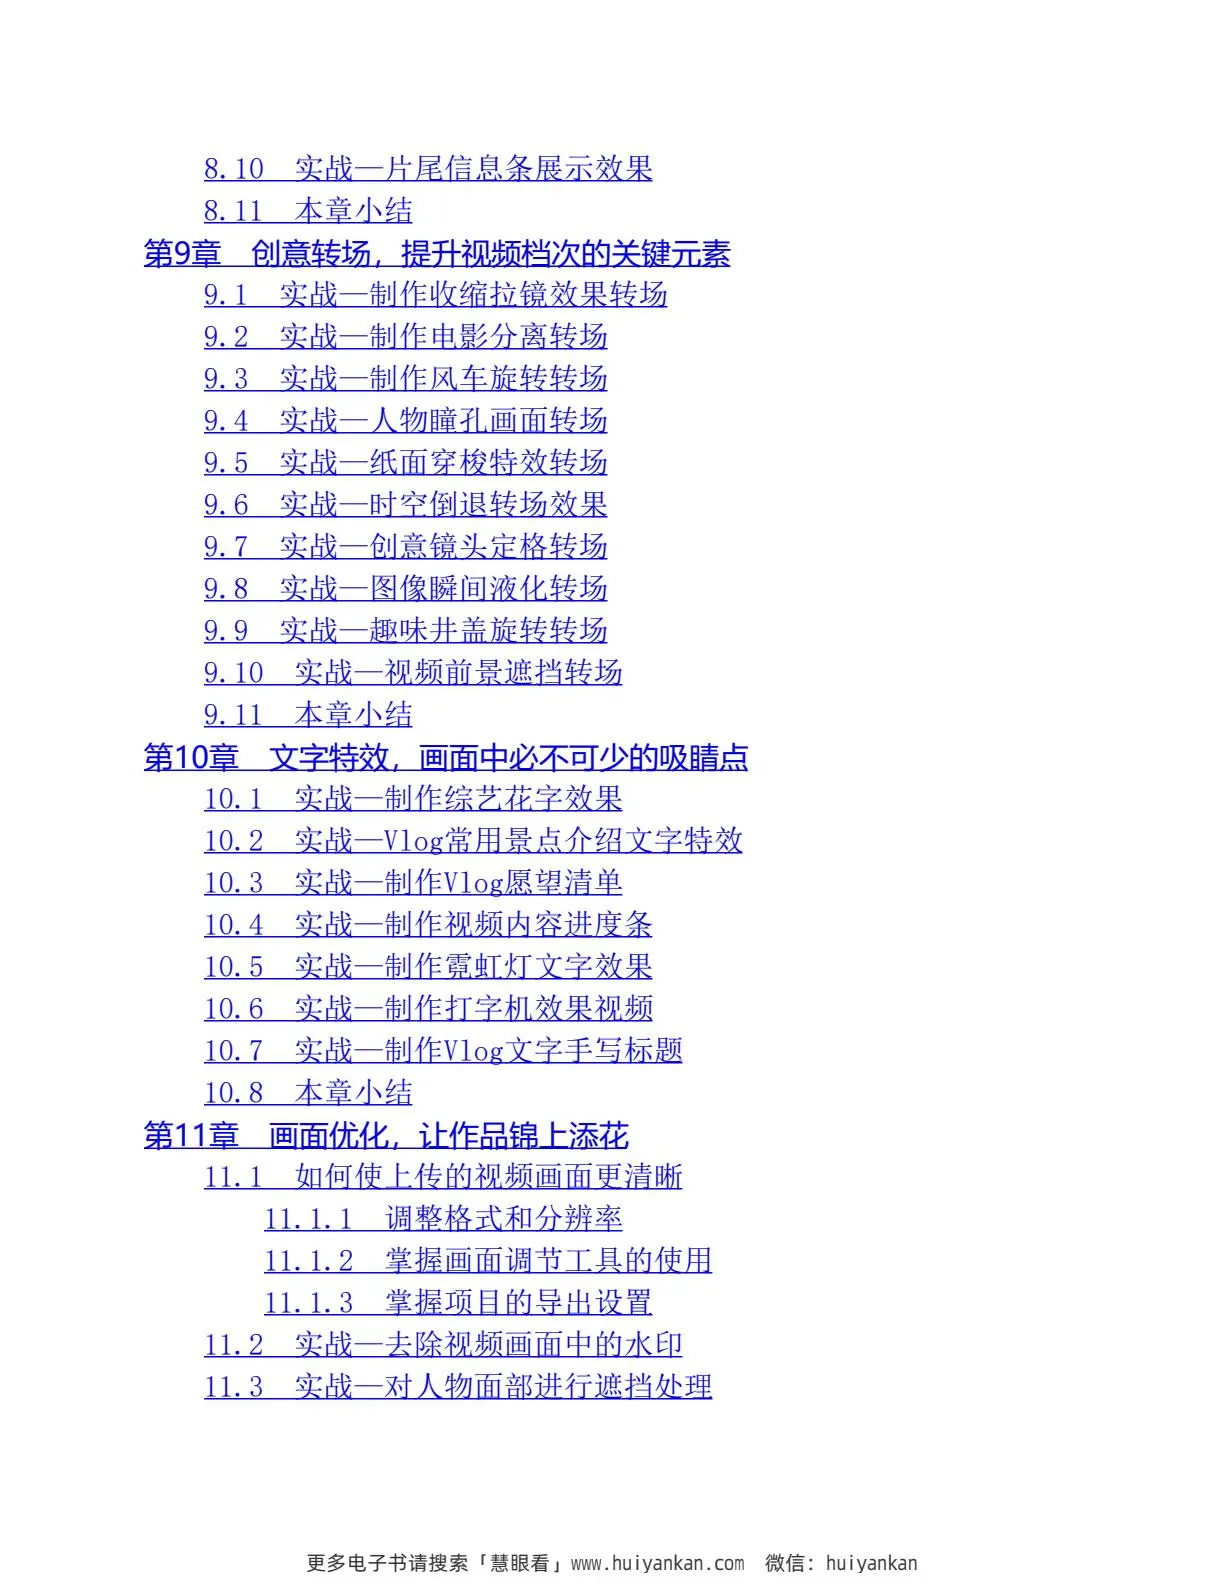 8.10 实战—片尾信息条展示效果
8.11 本章小结
第9章 创意转场，提升视频档次的关键元素
9.1 实战—制作收缩拉镜效果转场
9.2 实战—制作电影分离转场
9.3 实战—制作风车旋转转场
9.4 实战—人物瞳孔画面转场
9.5 实战—纸面穿梭特效转场
9.6 实战—时空倒退转场效果
9.7 实战—创意镜头定格转场
9.8 实战—图像瞬间液化转场
9.9 实战—趣味井盖旋转转场
9.10 实战—视频前景遮挡转场
9.11 本章小结
第10章 文字特效，画面中必不可少的吸睛点
10.1 实战—制作综艺花字效果
10.2 实战—Vlog常用景点介绍文字特效
10.3 实战—制作Vlog愿望清单
10.4 实战—制作视频内容进度条
10.5 实战—制作霓虹灯文字效果
10.6 实战—制作打字机效果视频
10.7 实战—制作Vlog文字手写标题
10.8 本章小结
第11章 画面优化，让作品锦上添花
11.1 如何使上传的视频画面更清晰
11.1.1 调整格式和分辨率
11.1.2 掌握画面调节工具的使用
11.1.3 掌握项目的导出设置
11.2 实战—去除视频画面中的水印
11.3 实战—对人物面部进行遮挡处理
更多电子书请搜索「慧眼看」www.huiyankan.com 微信：huiyankan